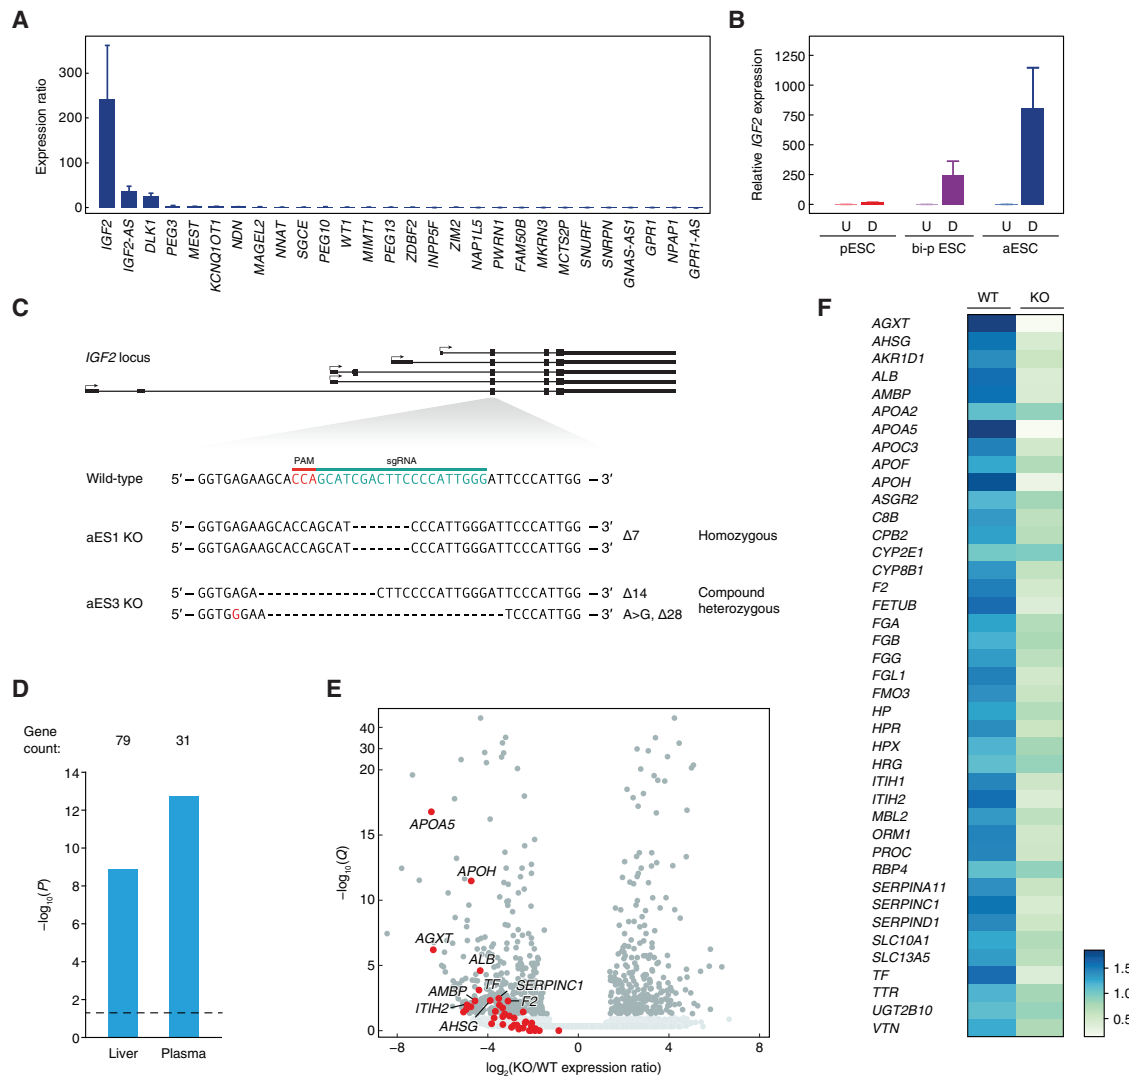 A
Expression ratio
300
200
100
0
IGF2
IGF2-AS
DLK1
PEG3
MEST
KCNQ1OT1
NDN
MAGEL2
NNAT
SGCE
PEG10
WT1
MIMT1
PEG13
ZDBF2
INPP5F
ZIM2
NAP1L5
PWRN1
FAM50B
MKRN3
MCTS2P
SNURF
SNRPN
GNAS-AS1
GPR1
NPAP1
GPR1-AS
B
Relative IGF2 expression
1250
1000
750
500
250
0
U D U D U D
pESC bi-p ESC aESC
C
IGF2 locus
PAM sgRNA
Wild-type 5′ – GGTGAGAAGCACCAGCATCGACTTCCCCATTGGGATTCCCATTGG – 3′
5′ – GGTGAGAAGCACCAGCAT-------CCCATTGGGATTCCCATTGG – 3′
aES1 KO Δ7 Homozygous
5′ – GGTGAGAAGCACCAGCAT-------CCCATTGGGATTCCCATTGG – 3′
5′ – GGTGAGA--------------CTTCCCCATTGGGATTCCCATTGG – 3′ Δ14 Compound
aES3 KO heterozygous
5′ – GGTGGGAA----------------------------TCCCATTGG – 3′ A>G, Δ28
D
Gene count: 79 31
–log10(P)
14
12
10
8
6
4
2
0
Liver Plasma
E
–log10(Q)
40
30
20
15
10
5
0
APOA5
APOH
AGXT
ALB
TF SERPINC1
AMBP F2
ITIH2
AHSG
–8 –4 0 4 8
log2(KO/WT expression ratio)
F
WT KO
AGXT
AHSG
AKR1D1
ALB
AMBP
APOA2
APOA5
APOC3
APOF
APOH
ASGR2
C8B
CPB2
CYP2E1
CYP8B1
F2
FETUB
FGA
FGB
FGG
FGL1
FMO3
HP
HPR
HPX
HRG
ITIH1
ITIH2
MBL2
ORM1
PROC
RBP4
SERPINA11
SERPINC1
SERPIND1
SLC10A1
SLC13A5
TF
TTR
UGT2B10
VTN
1.5
1.0
0.5